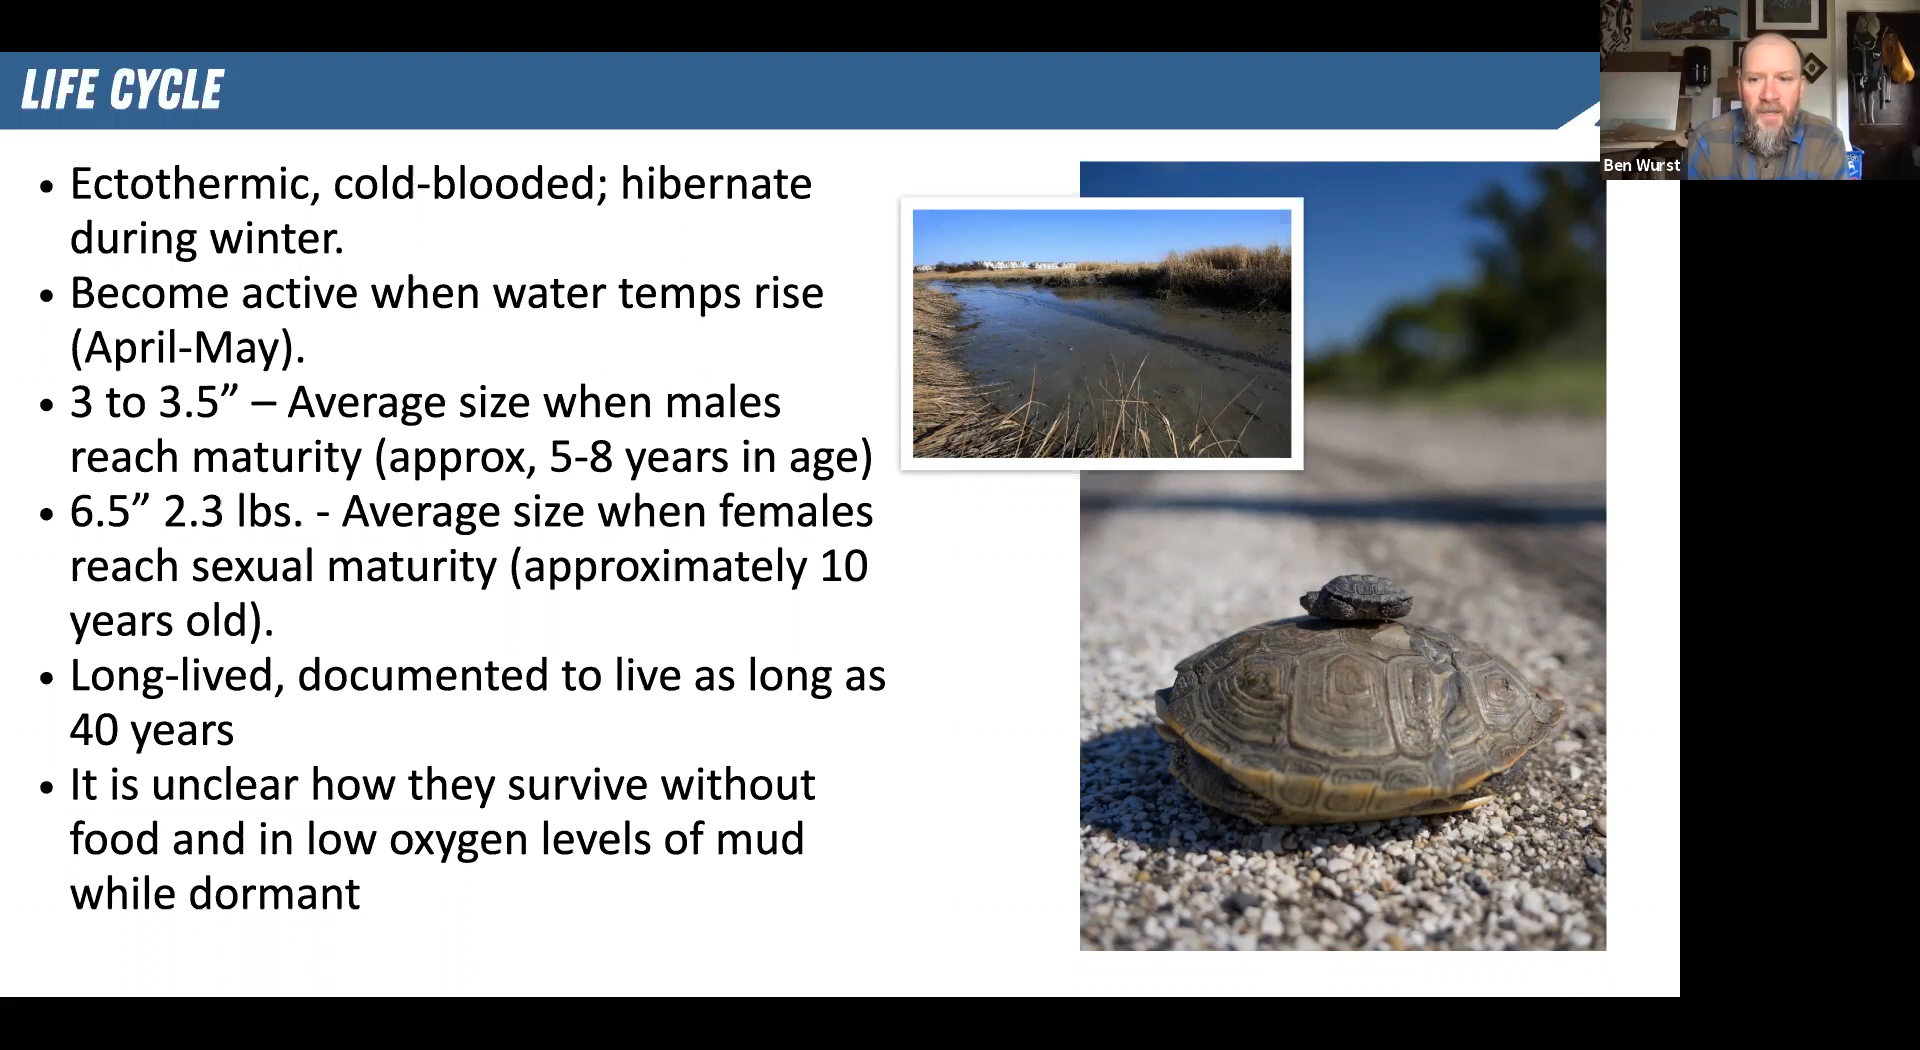 LIFE CYCLE
Ben Wurst
• Ectothermic, cold-blooded; hibernate
during winter.
• Become active when water temps rise
(April-May).
• 3 to 3.5” – Average size when males
reach maturity (approx, 5-8 years in age)
• 6.5” 2.3 lbs. - Average size when females
reach sexual maturity (approximately 10
years old).
• Long-lived, documented to live as long as
40 years
• It is unclear how they survive without
food and in low oxygen levels of mud
while dormant